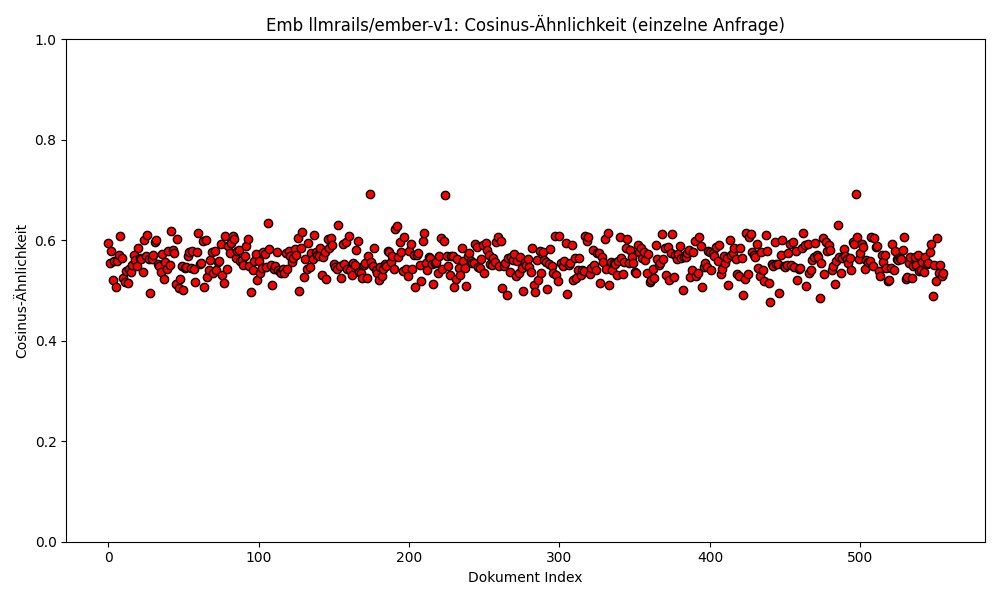 Emb llmrails/ember-v1: Cosinus-Ähnlichkeit (einzelne Anfrage)
1.0
0.8
0.6
0.4
0.2
0.0
Cosinus-Ähnlichkeit
0 100 200 300 400 500
Dokument Index